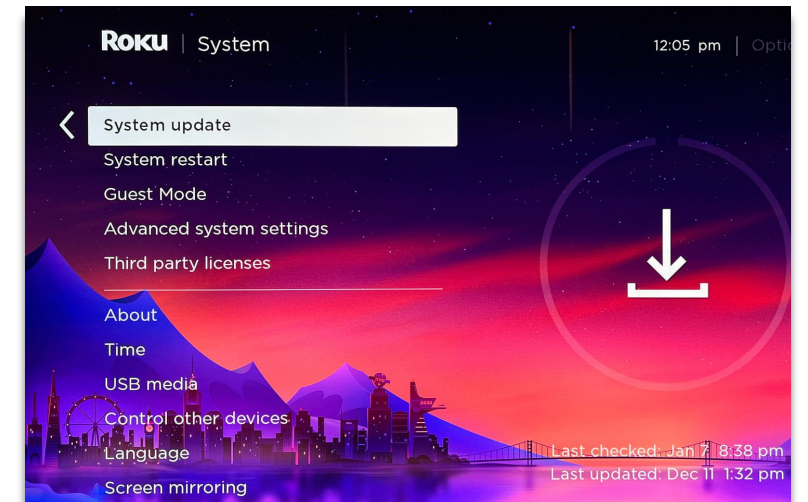 ROKU | System
12:05 pm | Optio
System update
System restart
Guest Mode
Advanced system settings
Third party licenses
About
Time
USB media
Control other devices
Language
Screen mirroring
Last checked: Jan 7 8:38 pm
Last updated: Dec 11 1:32 pm